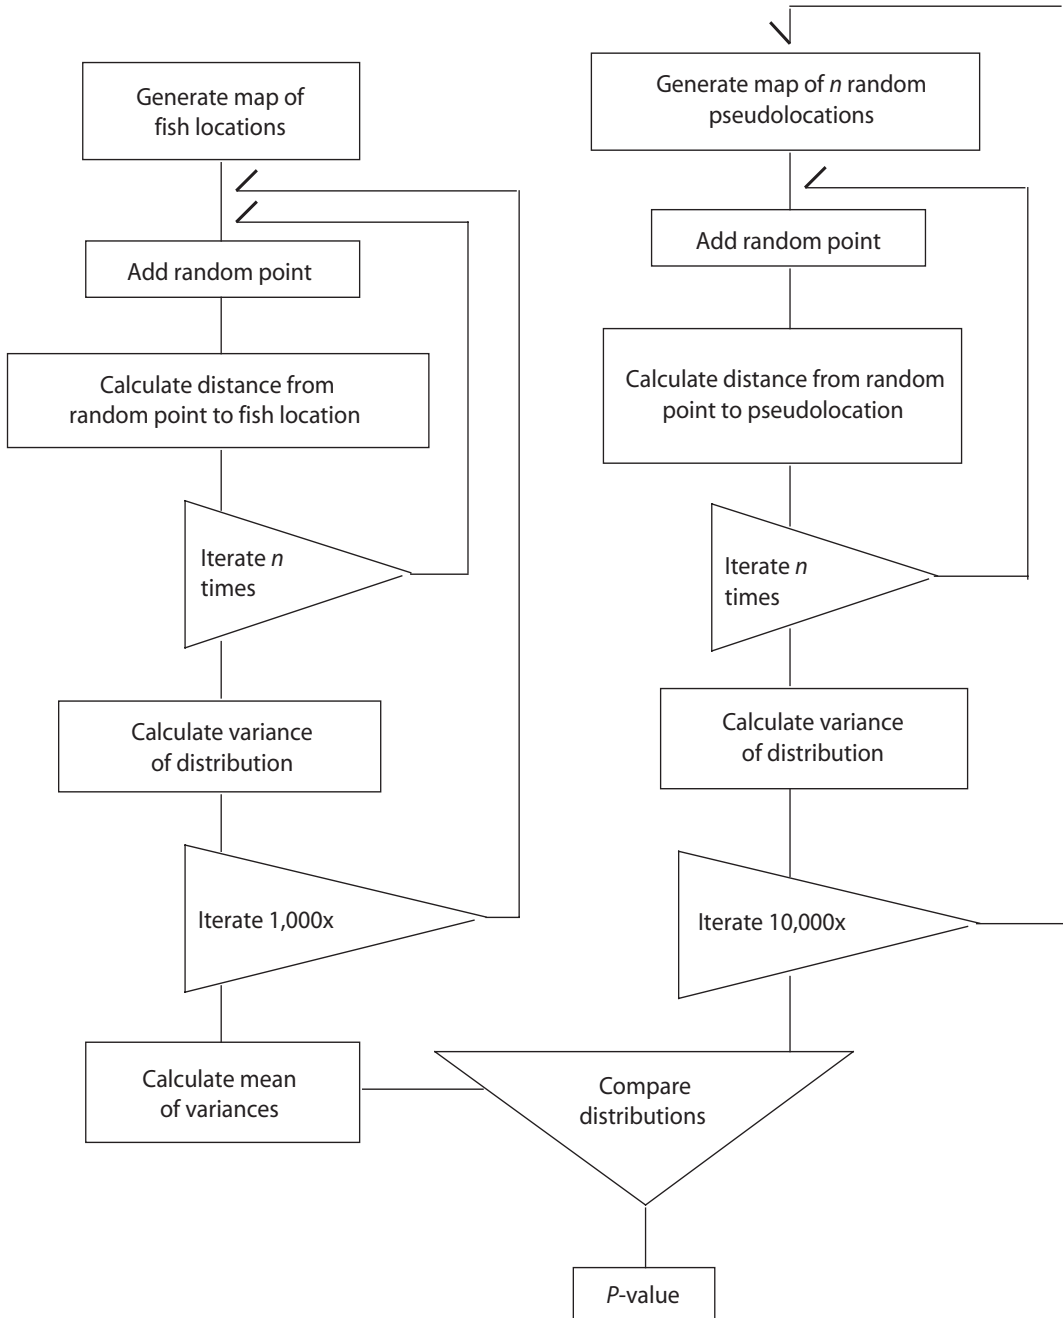 Generate map of
fish locations
Add random point
Calculate distance from
random point to fish location
Iterate n
times
Calculate variance
of distribution
Iterate 1,000x
Calculate mean
of variances
Generate map of n random
pseudolocations
Add random point
Calculate distance from random
point to pseudolocation
Iterate n
times
Calculate variance
of distribution
Iterate 10,000x
Compare
distributions
P-value